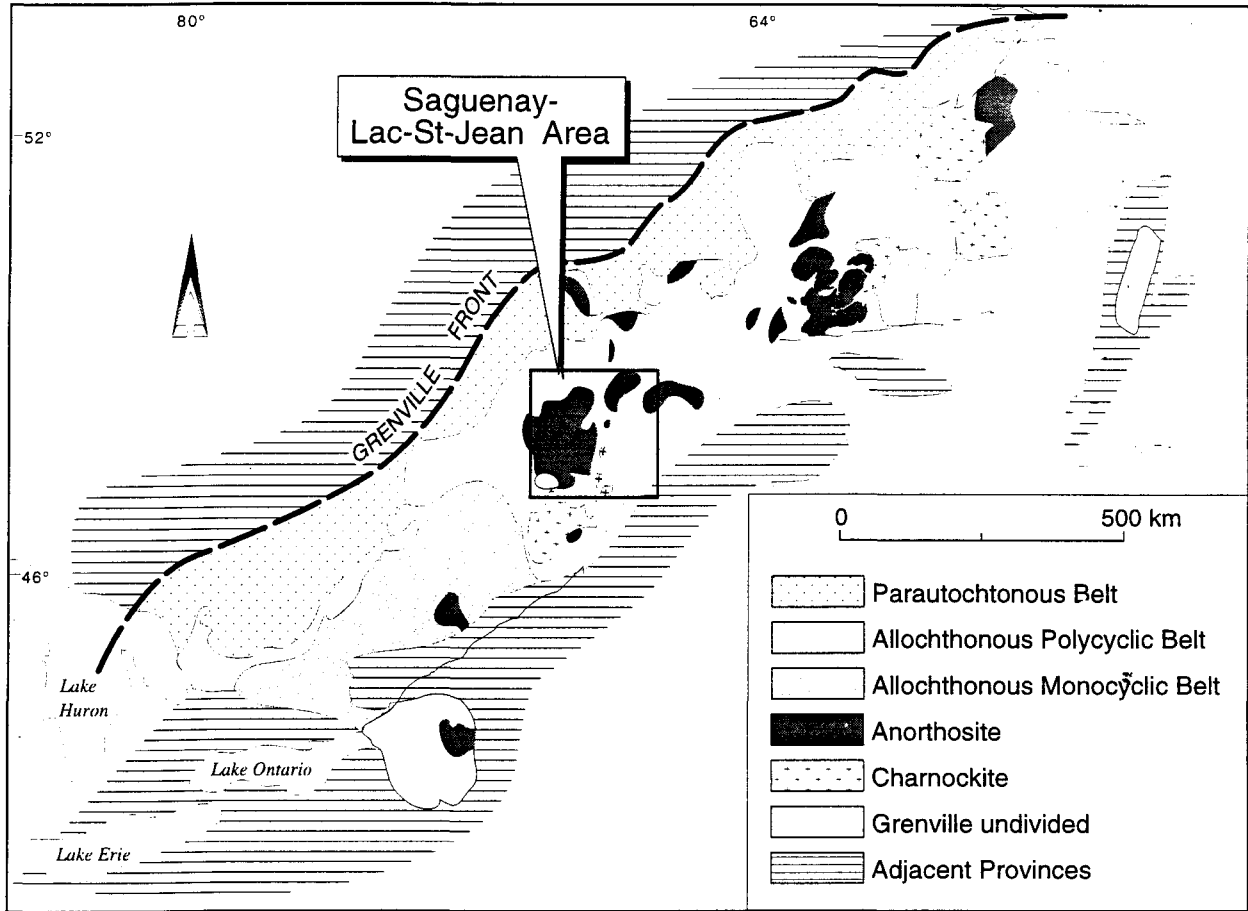 80°
64°
52°
46°
Saguenay-
Lac-St-Jean Area
GRENVILLE FRONT
Lake
Huron
Lake Ontario
Lake Erie
0 500 km
Parautochtonous Belt
Allochthonous Polycyclic Belt
Allochthonous Monocyclic Belt
Anorthosite
Charnockite
Grenville undivided
Adjacent Provinces